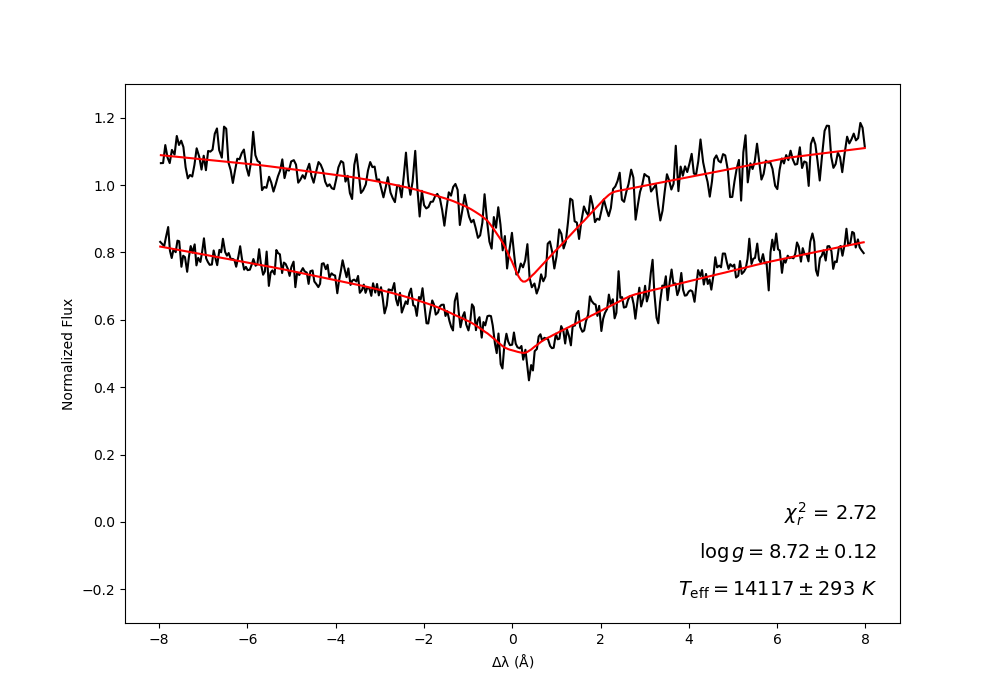 1.2
1.0
0.8
0.6
0.4
0.2
0.0
−0.2
Normalized Flux
χ²ᵣ = 2.72
log g = 8.72 ± 0.12
T_eff = 14117 ± 293 K
−8 −6 −4 −2 0 2 4 6 8
Δλ (Å)